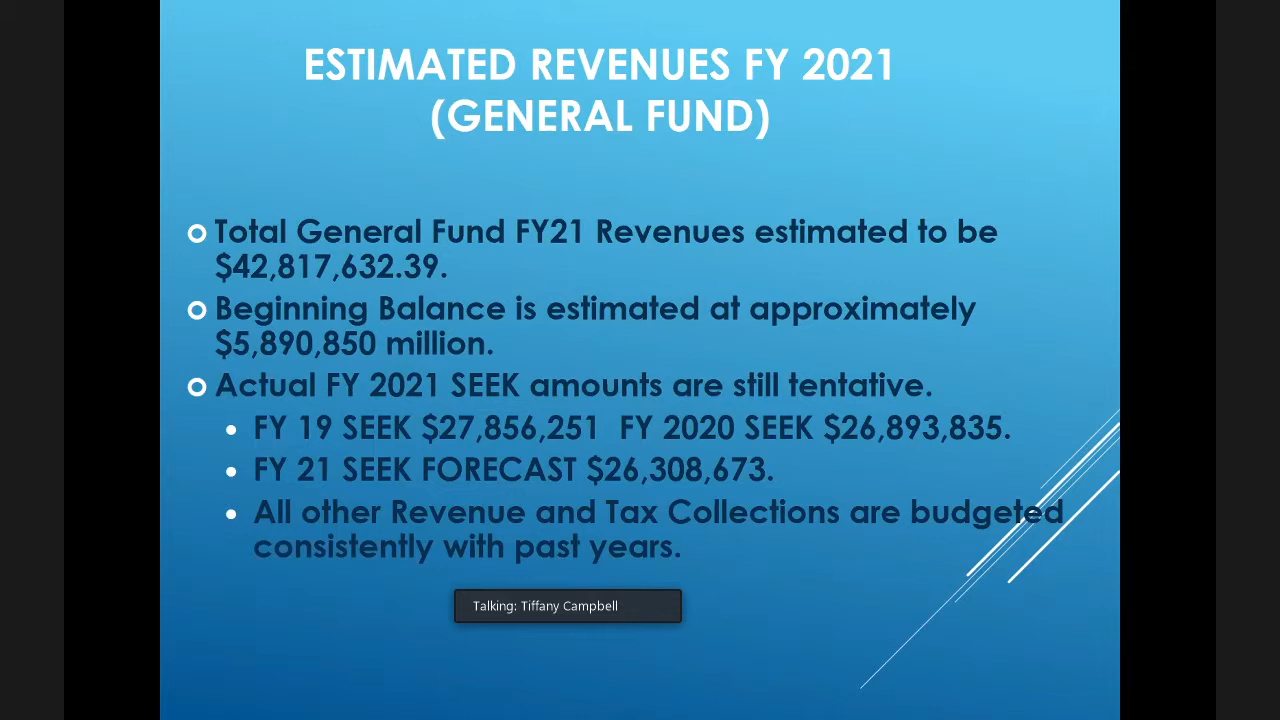 ESTIMATED REVENUES FY 2021
(GENERAL FUND)
Total General Fund FY21 Revenues estimated to be
$42,817,632.39.
Beginning Balance is estimated at approximately
$5,890,850 million.
Actual FY 2021 SEEK amounts are still tentative.
FY 19 SEEK $27,856,251 FY 2020 SEEK $26,893,835.
FY 21 SEEK FORECAST $26,308,673.
All other Revenue and Tax Collections are budgeted
consistently with past years.
Talking: Tiffany Campbell